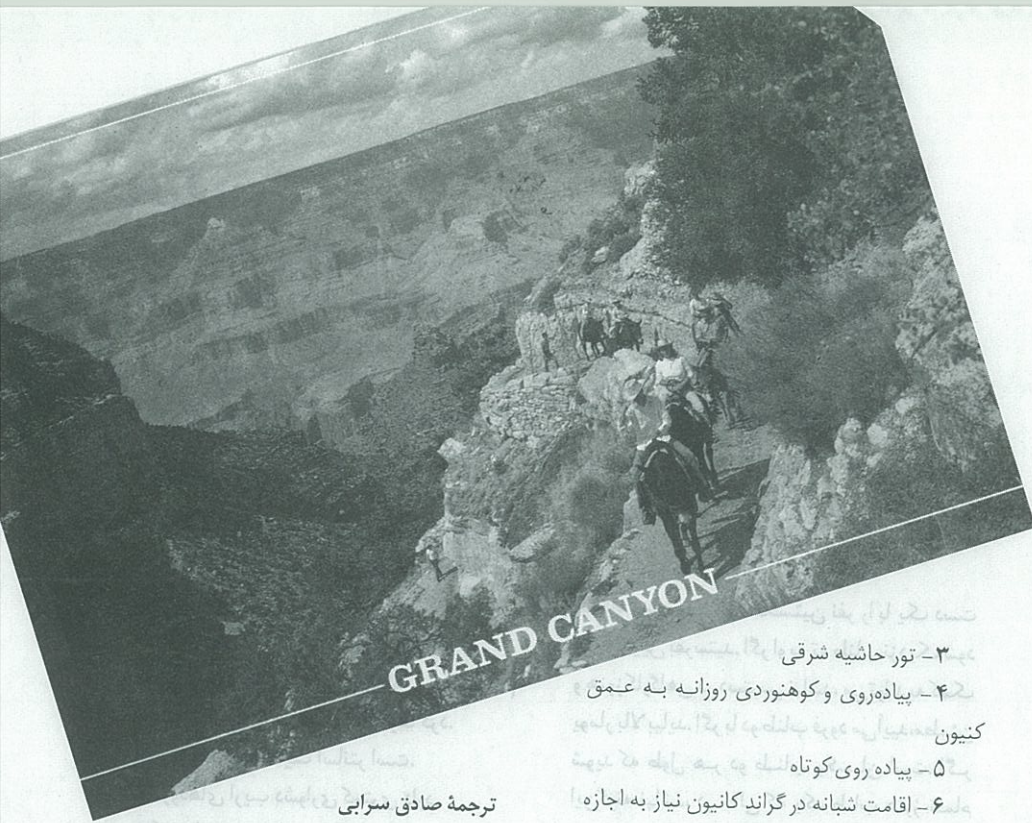 GRAND CANYON
۳- تور حاشیه شرقی
۴- پیاده‌روی و کوهنوردی روزانه به عمق
کنیون
۵- پیاده روی کوتاه
۶- اقامت شبانه در گراند کانیون نیاز به اجازه
ترجمهٔ صادق سرابی